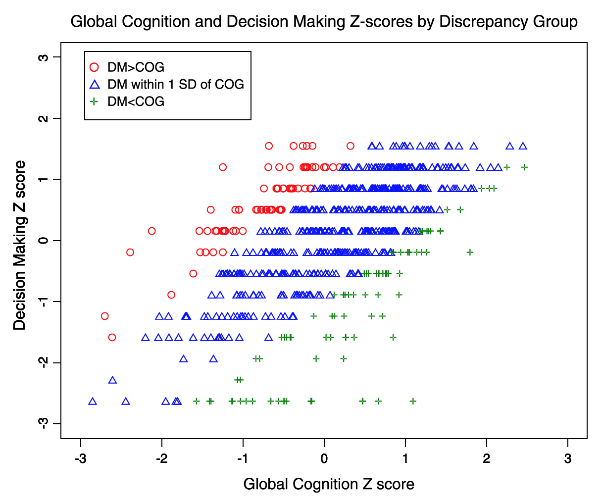 Global Cognition and Decision Making Z-scores by Discrepancy Group
DM>COG
DM within 1 SD of COG
DM<COG
Decision Making Z score
3
2
1
0
-1
-2
-3
-3 -2 -1 0 1 2 3
Global Cognition Z score